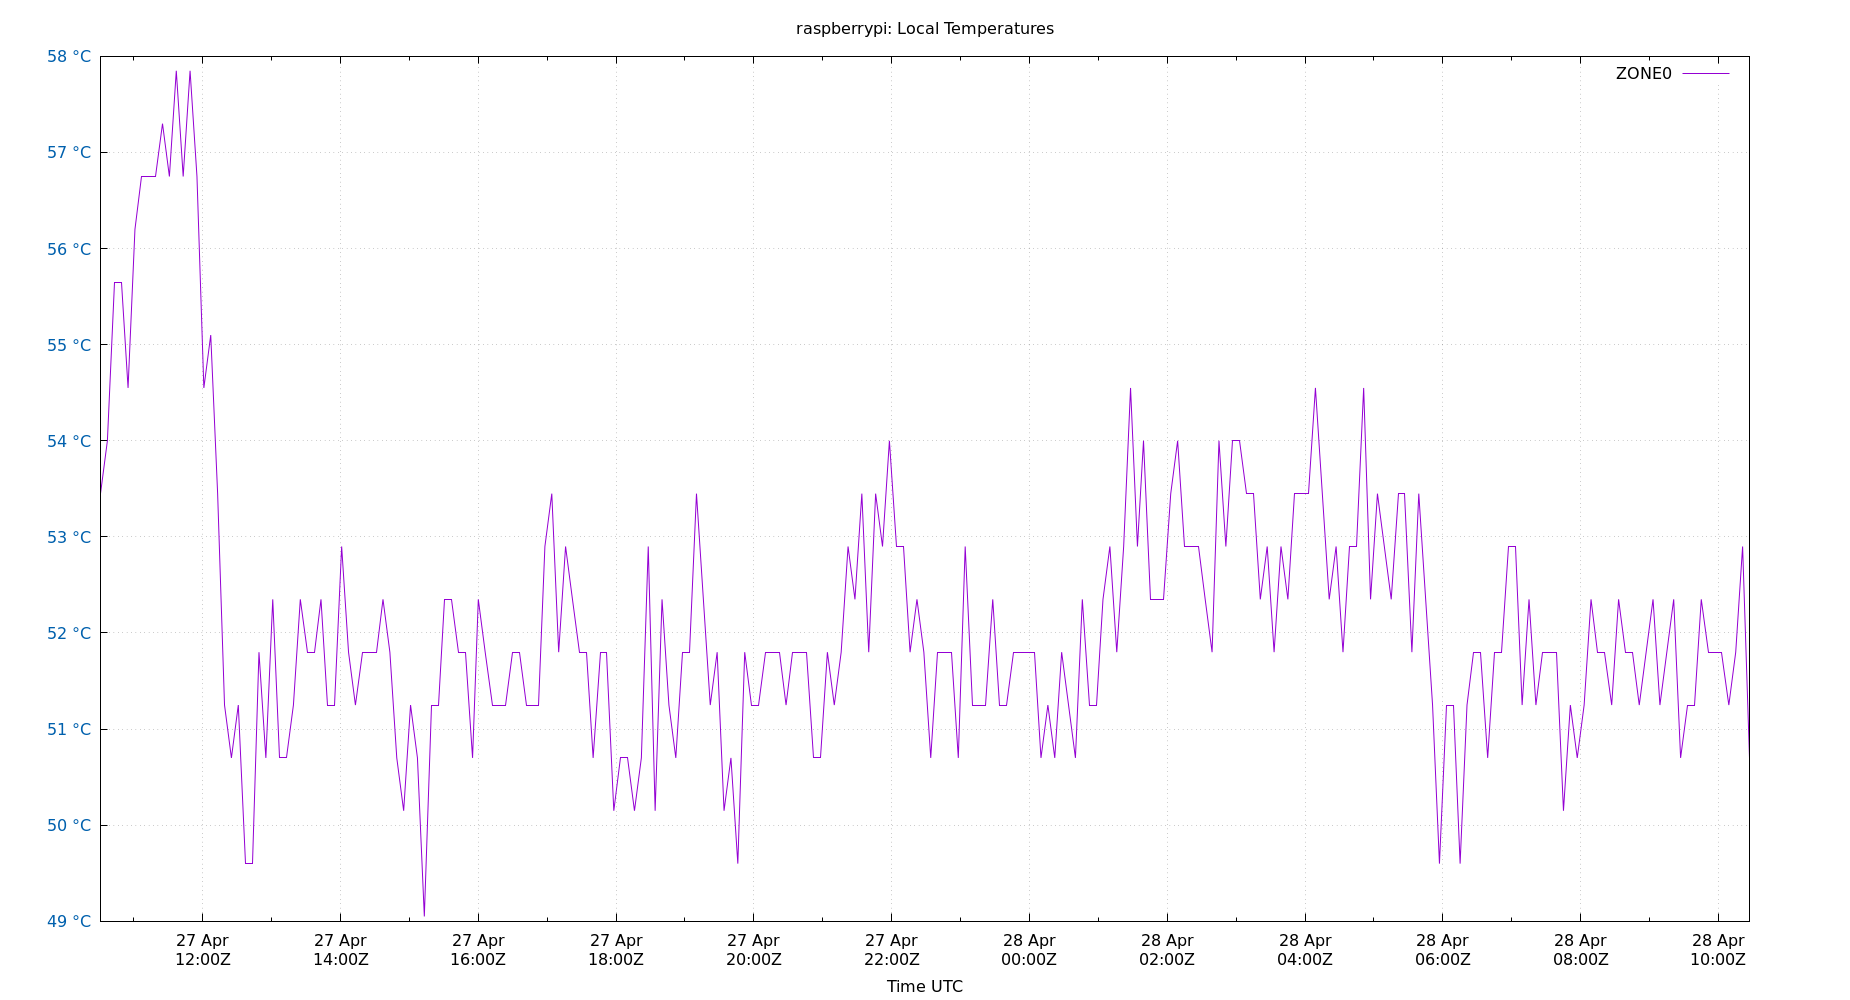 raspberrypi: Local Temperatures
58 °C
ZONE0
57 °C
56 °C
55 °C
54 °C
53 °C
52 °C
51 °C
50 °C
49 °C
27 Apr 27 Apr 27 Apr 27 Apr 27 Apr 27 Apr 28 Apr 28 Apr 28 Apr 28 Apr 28 Apr 28 Apr
12:00Z 14:00Z 16:00Z 18:00Z 20:00Z 22:00Z 00:00Z 02:00Z 04:00Z 06:00Z 08:00Z 10:00Z
Time UTC